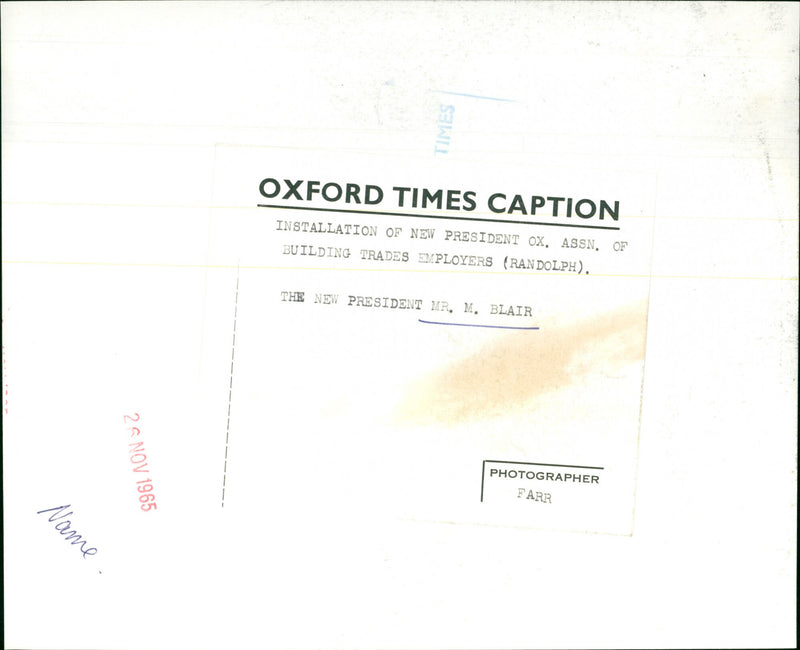 TIMES
OXFORD TIMES CAPTION
INSTALLATION OF NEW PRESIDENT OX. ASSN. OF
BUILDING TRADES EMPLOYERS (RANDOLPH).
THE NEW PRESIDENT MR. M. BLAIR
26 NOV 1965
PHOTOGRAPHER
FARR
Name.